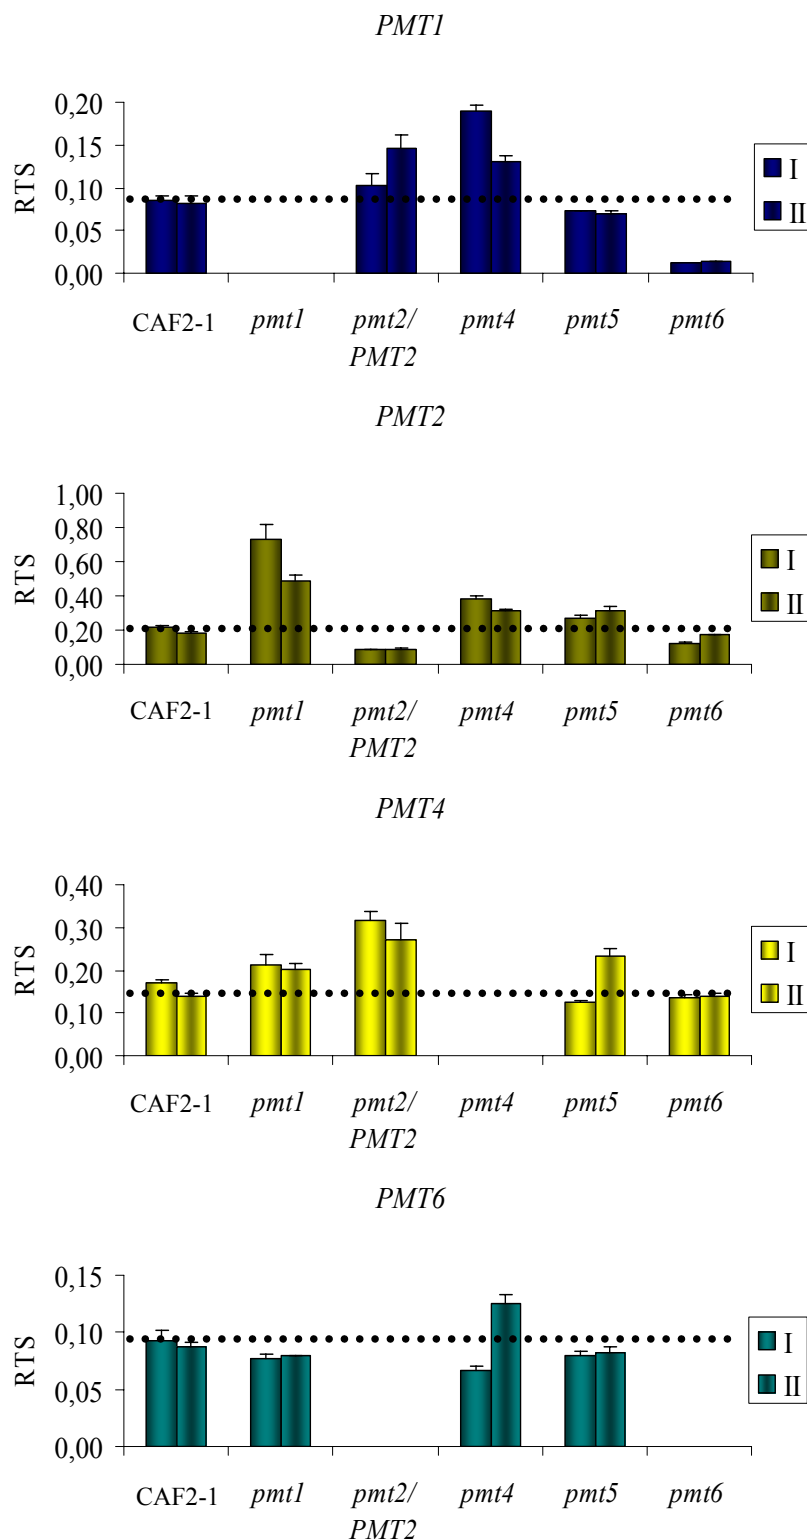 PMT1
0,20
0,15
0,10
0,05
0,00
RTS
I
II
CAF2-1 pmt1 pmt2/ pmt4 pmt5 pmt6
PMT2
PMT2
1,00
0,80
0,60
0,40
0,20
0,00
RTS
I
II
CAF2-1 pmt1 pmt2/ pmt4 pmt5 pmt6
PMT2
PMT4
0,40
0,30
0,20
0,10
0,00
RTS
I
II
CAF2-1 pmt1 pmt2/ pmt4 pmt5 pmt6
PMT2
PMT6
0,15
0,10
0,05
0,00
RTS
I
II
CAF2-1 pmt1 pmt2/ pmt4 pmt5 pmt6
PMT2